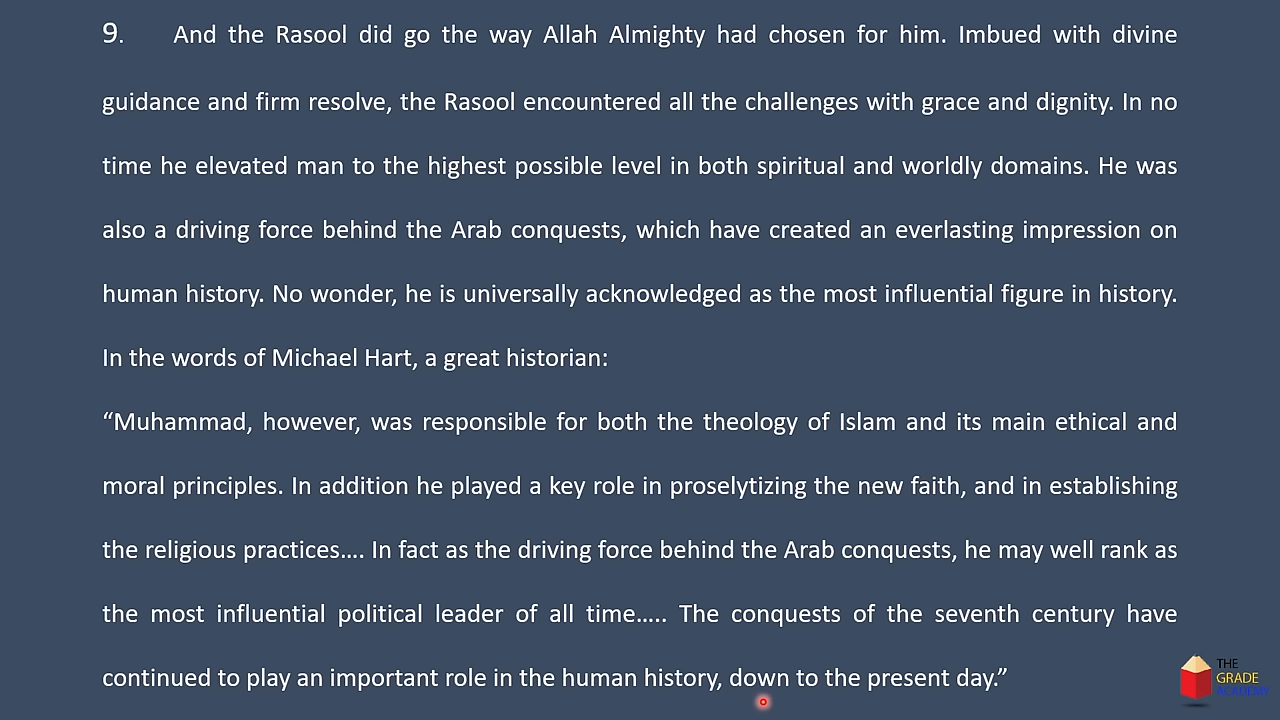 9. And the Rasool did go the way Allah Almighty had chosen for him. Imbued with divine
guidance and firm resolve, the Rasool encountered all the challenges with grace and dignity. In no
time he elevated man to the highest possible level in both spiritual and worldly domains. He was
also a driving force behind the Arab conquests, which have created an everlasting impression on
human history. No wonder, he is universally acknowledged as the most influential figure in history.
In the words of Michael Hart, a great historian:
“Muhammad, however, was responsible for both the theology of Islam and its main ethical and
moral principles. In addition he played a key role in proselytizing the new faith, and in establishing
the religious practices.... In fact as the driving force behind the Arab conquests, he may well rank as
the most influential political leader of all time..... The conquests of the seventh century have
continued to play an important role in the human history, down to the present day.”
THE
GRADE
ACADEMY